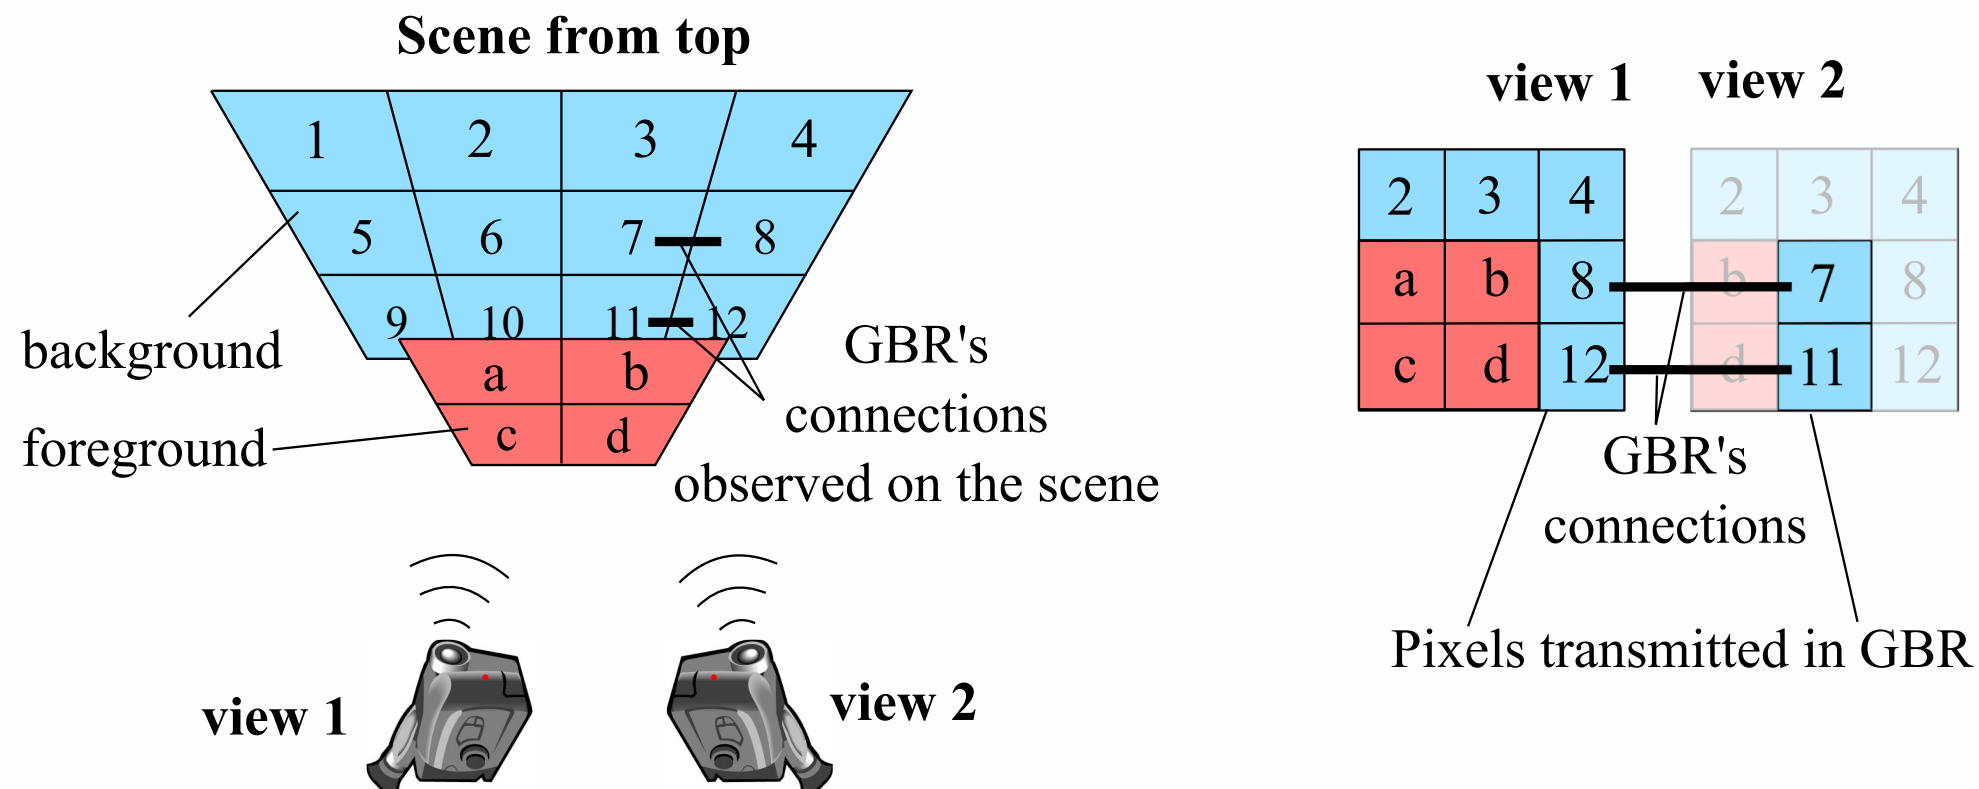 Scene from top
1 2 3 4
5 6 7 8
9 10 11 12
a b
c d
background
foreground
GBR's
connections
observed on the scene
view 1
view 2
view 1 view 2
2 3 4 2 3 4
a b 8 b 7 8
c d 12 d 11 12
GBR's
connections
Pixels transmitted in GBR